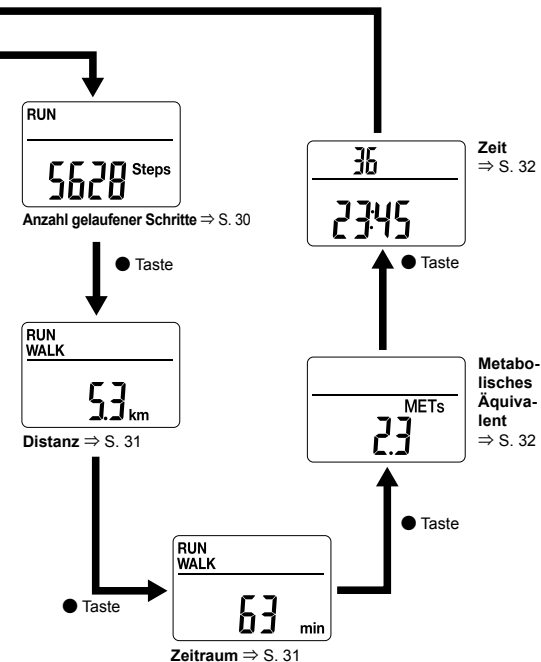 RUN
5628 Steps
Anzahl gelaufener Schritte ⇒ S. 30
● Taste
RUN
WALK
5.3 km
Distanz ⇒ S. 31
● Taste
RUN
WALK
63 min
Zeitraum ⇒ S. 31
● Taste
METs
2.3
Metabo-
lisches
Äquiva-
lent
⇒ S. 32
● Taste
36
23:45
Zeit
⇒ S. 32